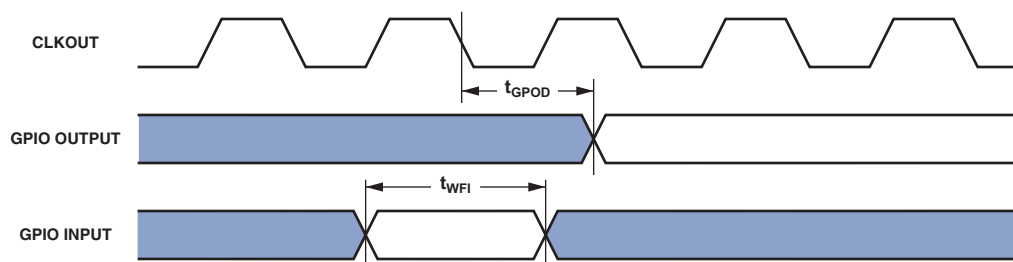 CLKOUT
tGPOD
GPIO OUTPUT
tWFI
GPIO INPUT